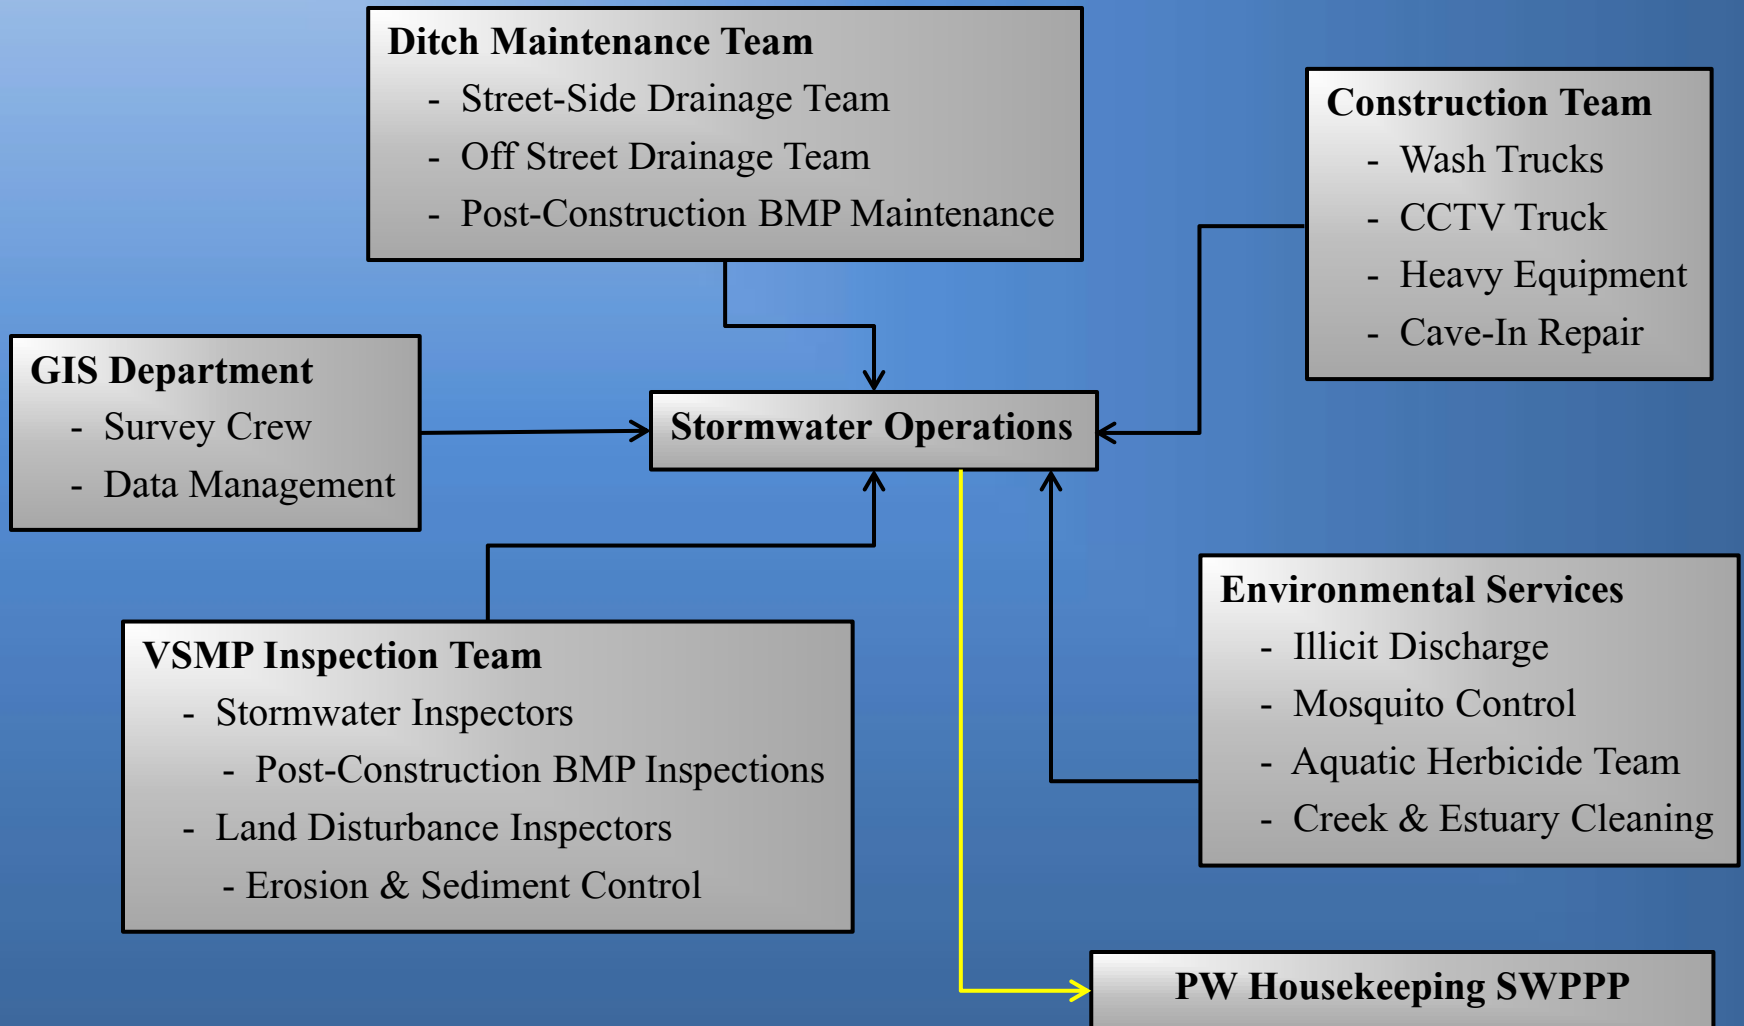 Ditch Maintenance Team
- Street-Side Drainage Team
- Off Street Drainage Team
- Post-Construction BMP Maintenance
Construction Team
- Wash Trucks
- CCTV Truck
- Heavy Equipment
- Cave-In Repair
GIS Department
- Survey Crew
- Data Management
Stormwater Operations
VSMP Inspection Team
- Stormwater Inspectors
- Post-Construction BMP Inspections
- Land Disturbance Inspectors
- Erosion & Sediment Control
Environmental Services
- Illicit Discharge
- Mosquito Control
- Aquatic Herbicide Team
- Creek & Estuary Cleaning
PW Housekeeping SWPPP